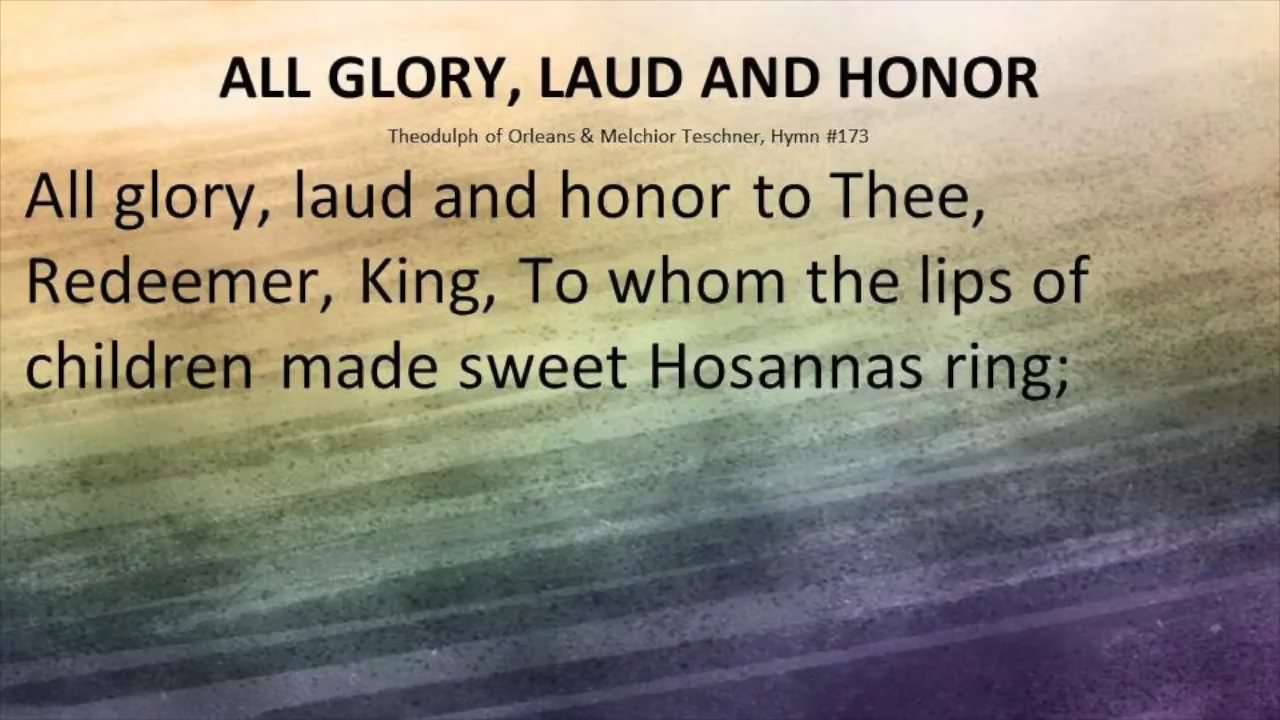 ALL GLORY, LAUD AND HONOR
Theodulph of Orleans & Melchior Teschner, Hymn #173
All glory, laud and honor to Thee,
Redeemer, King, To whom the lips of
children made sweet Hosannas ring;